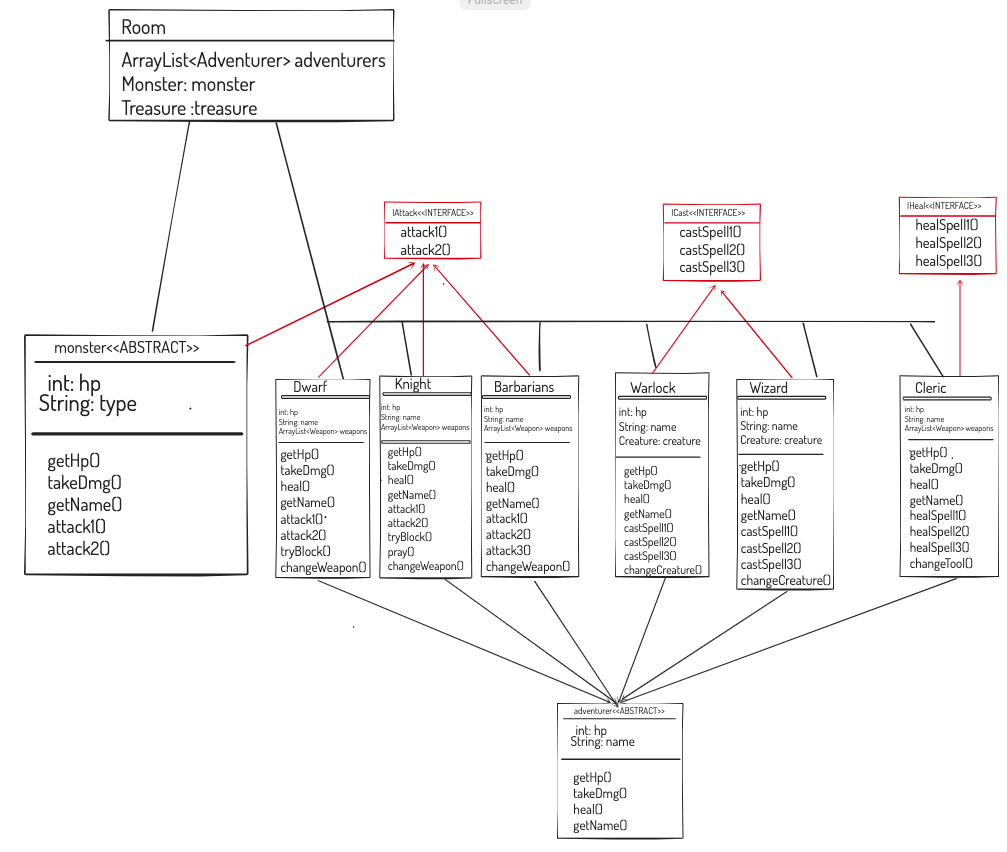 Fullscreen
Room
ArrayList<Adventurer> adventurers
Monster: monster
Treasure :treasure
IAttack<<INTERFACE>>
attack1()
attack2()
ICast<<INTERFACE>>
castSpell1()
castSpell2()
castSpell3()
IHeal<<INTERFACE>>
healSpell1()
healSpell2()
healSpell3()
monster<<ABSTRACT>>
int: hp
String: type
getHp()
takeDmg()
getName()
attack1()
attack2()
Dwarf
int: hp
String: name
ArrayList<Weapon> weapons
getHp()
takeDmg()
heal()
getName()
attack1()
attack2()
tryBlock()
changeWeapon()
Knight
int: hp
String: name
ArrayList<Weapon> weapons
getHp()
takeDmg()
heal()
getName()
attack1()
attack2()
tryBlock()
pray()
changeWeapon()
Barbarians
int: hp
String: name
ArrayList<Weapon> weapons
getHp()
takeDmg()
heal()
getName()
attack1()
attack2()
attack3()
changeWeapon()
Warlock
int: hp
String: name
Creature: creature
getHp()
takeDmg()
heal()
getName()
castSpell1()
castSpell2()
castSpell3()
changeCreature()
Wizard
int: hp
String: name
Creature: creature
getHp()
takeDmg()
heal()
getName()
castSpell1()
castSpell2()
castSpell3()
changeCreature()
Cleric
int: hp
String: name
ArrayList<Weapon> weapons
getHp()
takeDmg()
heal()
getName()
healSpell1()
healSpell2()
healSpell3()
changeTool()
adventurer<<ABSTRACT>>
int: hp
String: name
getHp()
takeDmg()
heal()
getName()